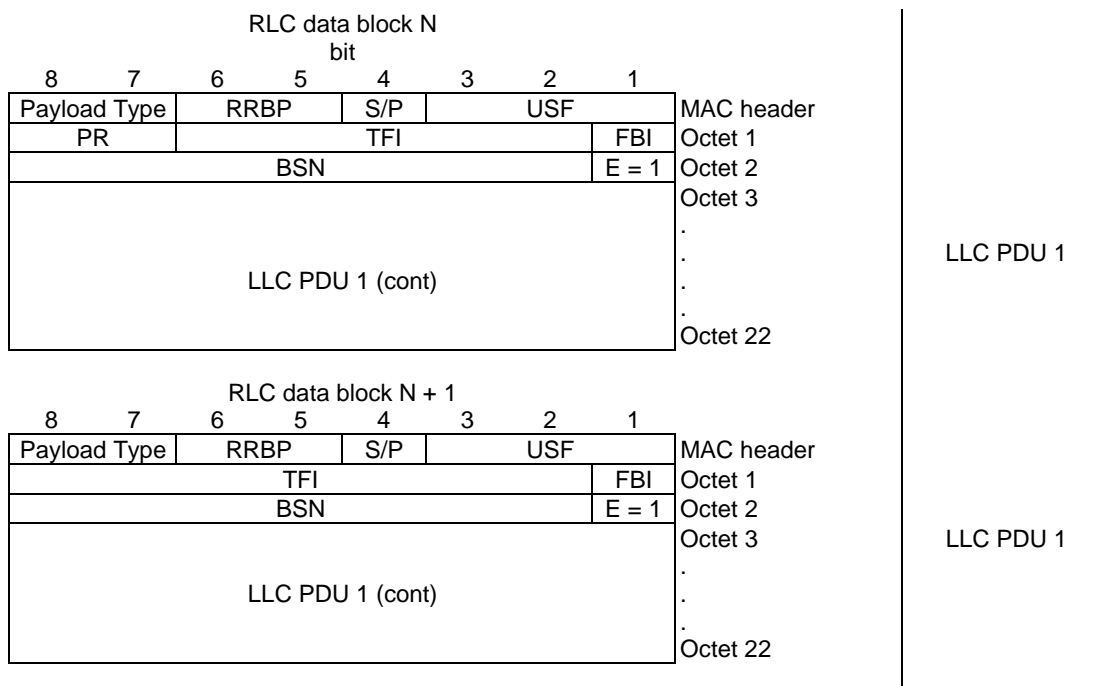 RLC data block N
bit
8 7 6 5 4 3 2 1
Payload Type RRBP S/P USF MAC header
PR TFI FBI Octet 1
BSN E = 1 Octet 2
Octet 3
.
.
LLC PDU 1
LLC PDU 1 (cont)
.
.
Octet 22
RLC data block N + 1
8 7 6 5 4 3 2 1
Payload Type RRBP S/P USF MAC header
TFI FBI Octet 1
BSN E = 1 Octet 2
Octet 3 LLC PDU 1
.
LLC PDU 1 (cont) .
.
Octet 22